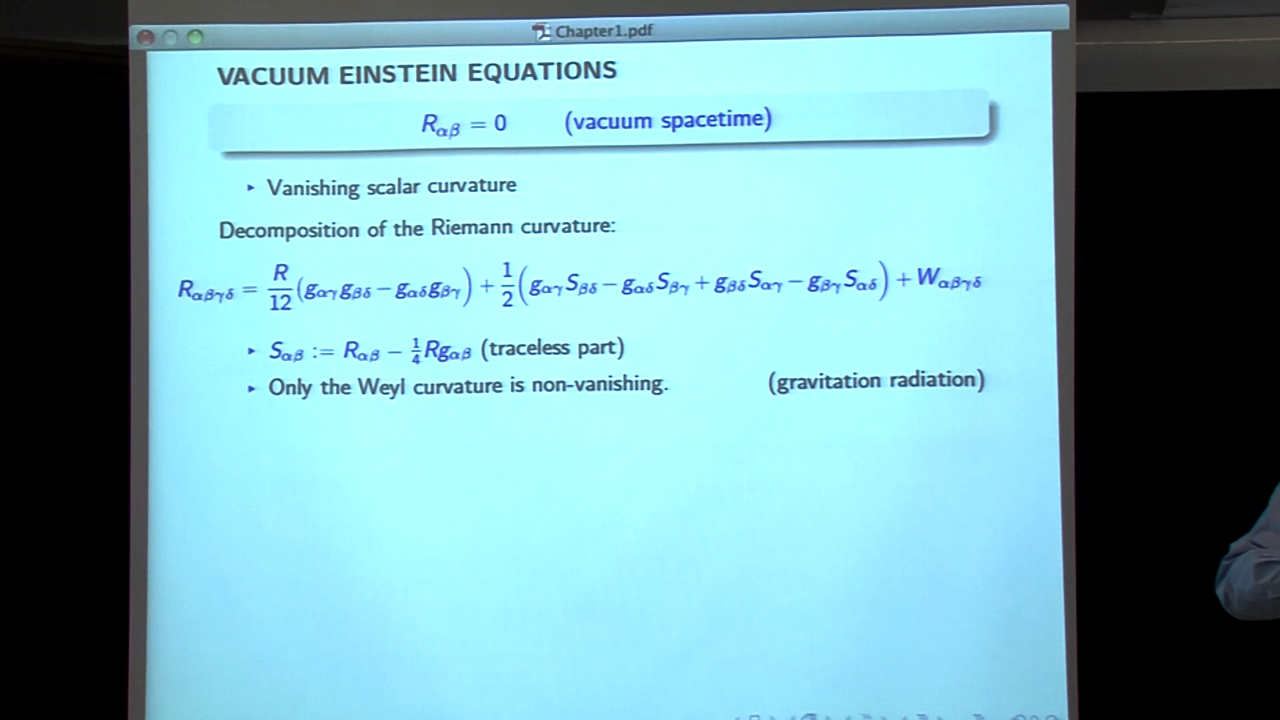 Chapter1.pdf
VACUUM EINSTEIN EQUATIONS
R_{αβ} = 0 (vacuum spacetime)
▸ Vanishing scalar curvature
Decomposition of the Riemann curvature:
R_{αβγδ} = \frac{R}{12}(g_{αγ}g_{βδ} − g_{αδ}g_{βγ}) + \frac{1}{2}(g_{αγ}S_{βδ} − g_{αδ}S_{βγ} + g_{βδ}S_{αγ} − g_{βγ}S_{αδ}) + W_{αβγδ}
▸ S_{αβ} := R_{αβ} − \frac{1}{4}Rg_{αβ} (traceless part)
▸ Only the Weyl curvature is non-vanishing. (gravitation radiation)